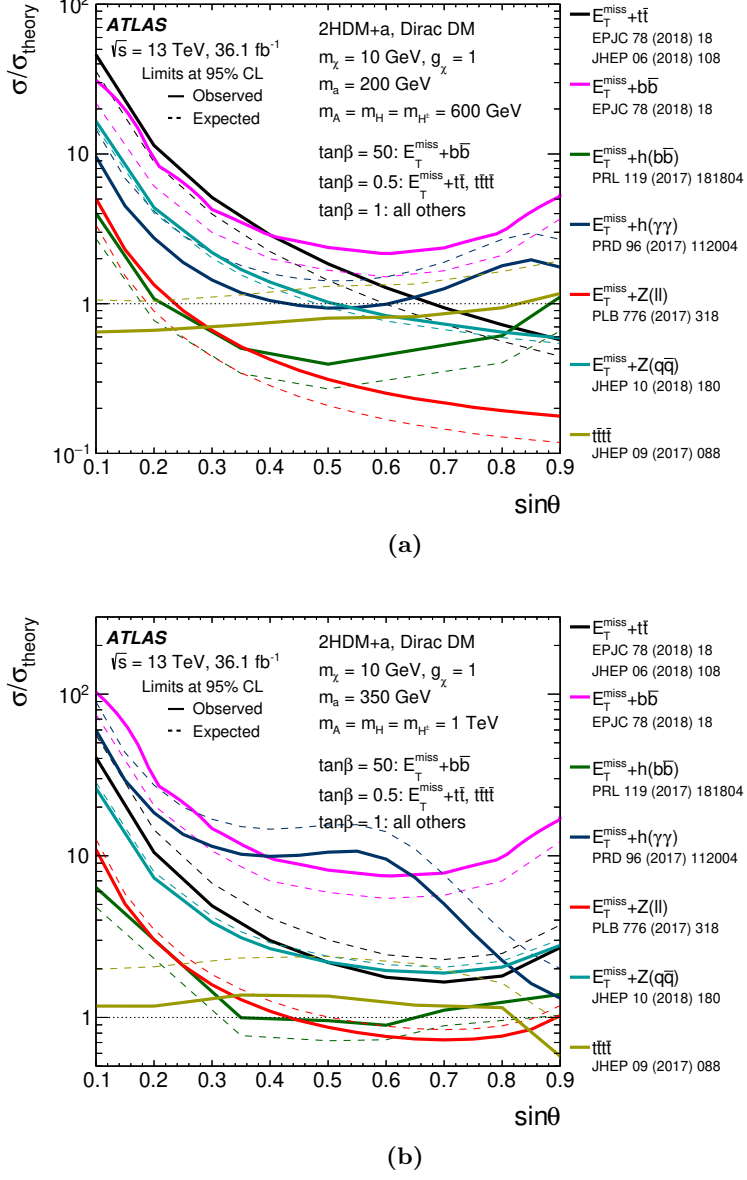 ATLAS
√s = 13 TeV, 36.1 fb⁻¹
Limits at 95% CL
Observed
Expected
2HDM+a, Dirac DM
m_χ = 10 GeV, g_χ = 1
m_a = 200 GeV
m_A = m_H = m_H± = 600 GeV
tanβ = 50: E_T^miss+bb̄
tanβ = 0.5: E_T^miss+tt̄, tt̄tt̄
tanβ = 1: all others
σ/σ_theory
10²
10
1
10⁻¹
0.1 0.2 0.3 0.4 0.5 0.6 0.7 0.8 0.9
sinθ
E_T^miss+tt̄
EPJC 78 (2018) 18
JHEP 06 (2018) 108
E_T^miss+bb̄
EPJC 78 (2018) 18
E_T^miss+h(bb̄)
PRL 119 (2017) 181804
E_T^miss+h(γγ)
PRD 96 (2017) 112004
E_T^miss+Z(ll)
PLB 776 (2017) 318
E_T^miss+Z(qq̄)
JHEP 10 (2018) 180
tt̄tt̄
JHEP 09 (2017) 088
(a)
ATLAS
√s = 13 TeV, 36.1 fb⁻¹
Limits at 95% CL
Observed
Expected
2HDM+a, Dirac DM
m_χ = 10 GeV, g_χ = 1
m_a = 350 GeV
m_A = m_H = m_H± = 1 TeV
tanβ = 50: E_T^miss+bb̄
tanβ = 0.5: E_T^miss+tt̄, tt̄tt̄
tanβ = 1: all others
σ/σ_theory
10²
10
1
0.1 0.2 0.3 0.4 0.5 0.6 0.7 0.8 0.9
sinθ
E_T^miss+tt̄
EPJC 78 (2018) 18
JHEP 06 (2018) 108
E_T^miss+bb̄
EPJC 78 (2018) 18
E_T^miss+h(bb̄)
PRL 119 (2017) 181804
E_T^miss+h(γγ)
PRD 96 (2017) 112004
E_T^miss+Z(ll)
PLB 776 (2017) 318
E_T^miss+Z(qq̄)
JHEP 10 (2018) 180
tt̄tt̄
JHEP 09 (2017) 088
(b)